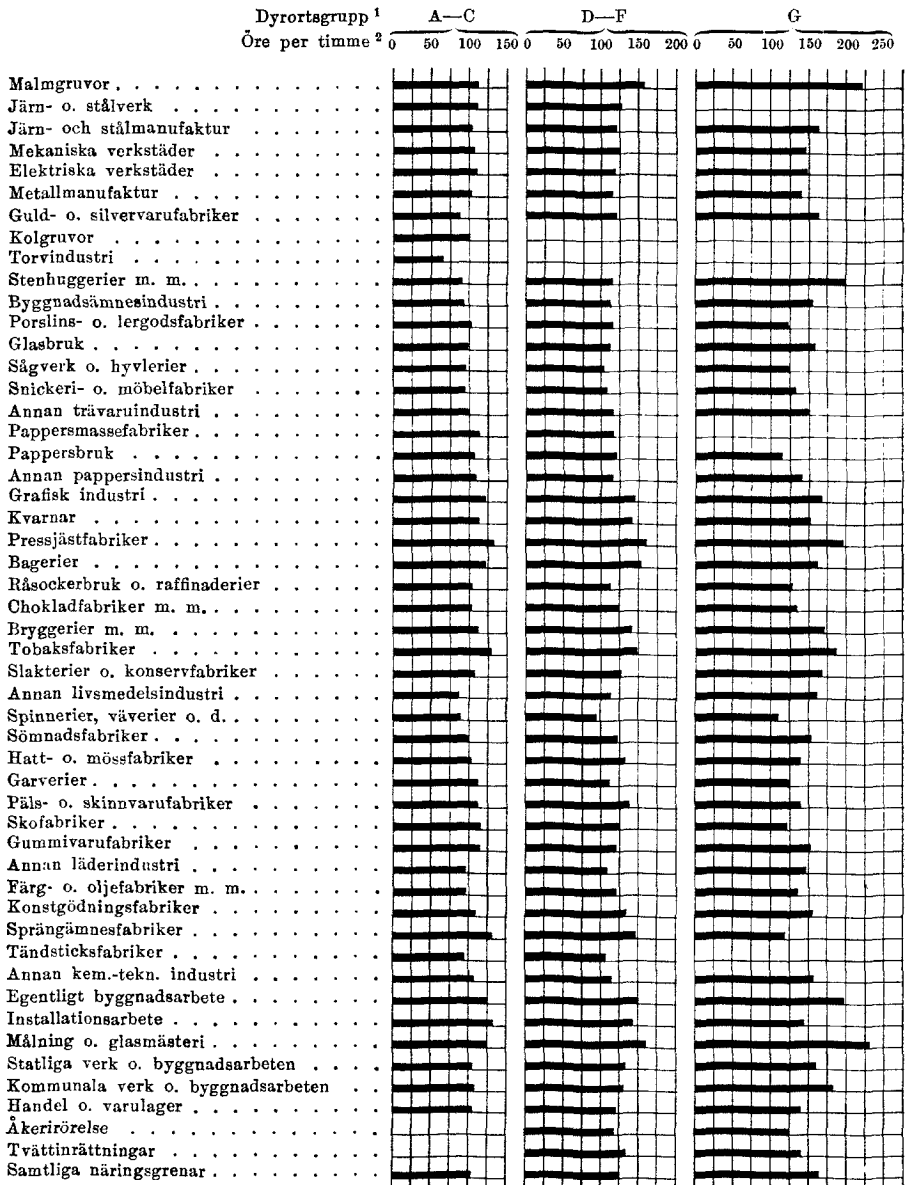 Dyrortsgrupp ¹ A—C D—F G
Öre per timme ² 0 50 100 150 0 50 100 150 200 0 50 100 150 200 250
Malmgruvor
Järn- o. stålverk
Järn- och stålmanufaktur
Mekaniska verkstäder
Elektriska verkstäder
Metallmanufaktur
Guld- o. silvervarufabriker
Kolgruvor
Torvindustri
Stenhuggerier m. m.
Byggnadsämnesindustri
Porslins- o. lergodsfabriker
Glasbruk
Sågverk o. hyvlerier
Snickeri- o. möbelfabriker
Annan trävaruindustri
Pappersmassefabriker
Pappersbruk
Annan pappersindustri
Grafisk industri
Kvarnar
Pressjästfabriker
Bagerier
Råsockerbruk o. raffinaderier
Chokladfabriker m. m.
Bryggerier m. m.
Tobaksfabriker
Slakterier o. konservfabriker
Annan livsmedelsindustri
Spinnerier, väverier o. d.
Sömnadsfabriker
Hatt- o. mössfabriker
Garverier
Päls- o. skinnvarufabriker
Skofabriker
Gummivarufabriker
Annan läderindustri
Färg- o. oljefabriker m. m.
Konstgödningsfabriker
Sprängämnesfabriker
Tändsticksfabriker
Annan kem.-tekn. industri
Egentligt byggnadsarbete
Installationsarbete
Målning o. glasmästeri
Statliga verk o. byggnadsarbeten
Kommunala verk o. byggnadsarbeten
Handel o. varulager
Åkerirörelse
Tvättinrättningar
Samtliga näringsgrenar